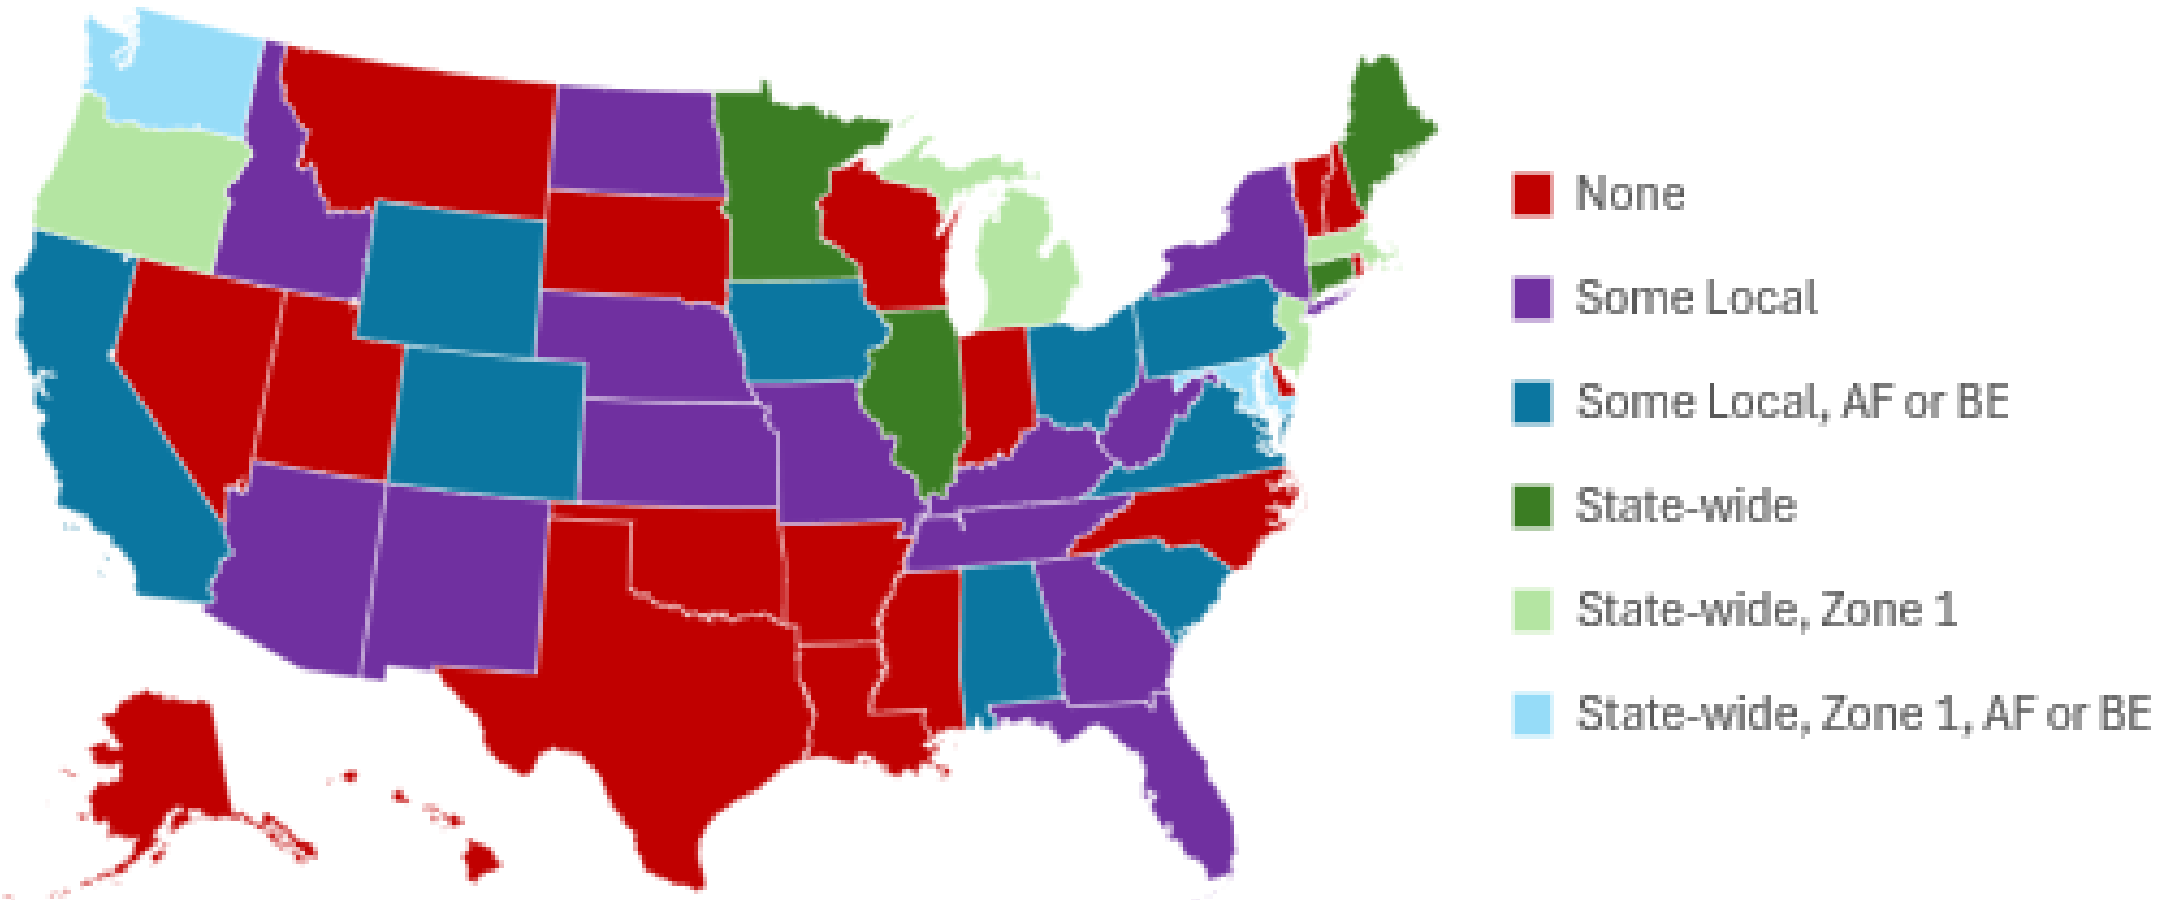 None
Some Local
Some Local, AF or BE
State-wide
State-wide, Zone 1
State-wide, Zone 1, AF or BE